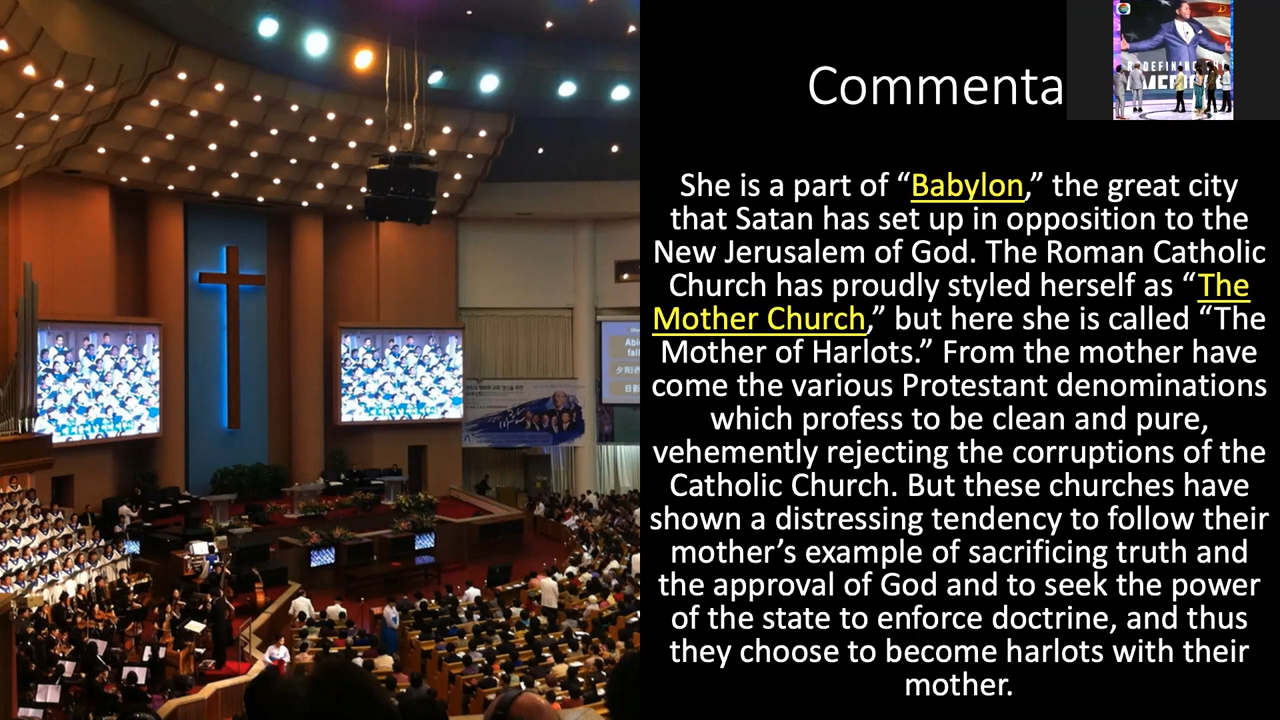 Commenta
REDEFINING THE
AMERICA
She is a part of “Babylon,” the great city
that Satan has set up in opposition to the
New Jerusalem of God. The Roman Catholic
Church has proudly styled herself as “The
Mother Church,” but here she is called “The
Mother of Harlots.” From the mother have
come the various Protestant denominations
which profess to be clean and pure,
vehemently rejecting the corruptions of the
Catholic Church. But these churches have
shown a distressing tendency to follow their
mother’s example of sacrificing truth and
the approval of God and to seek the power
of the state to enforce doctrine, and thus
they choose to become harlots with their
mother.